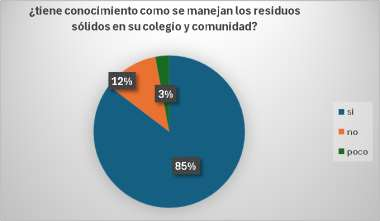 ¿tiene conocimiento como se manejan los residuos
sólidos en su colegio y comunidad?
12%
3%
85%
si
no
poco